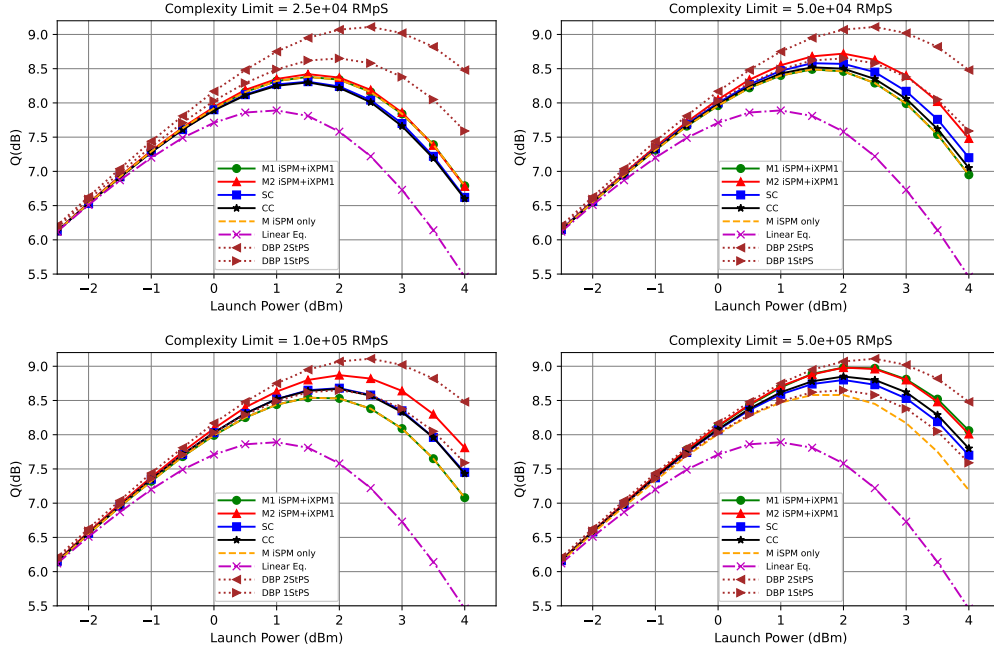 Complexity Limit = 2.5e+04 RMpS
9.0
8.5
8.0
7.5
7.0
6.5
6.0
5.5
Q(dB)
M1 iSPM+iXPM1
M2 iSPM+iXPM1
SC
CC
M iSPM only
Linear Eq.
DBP 2StPS
DBP 1StPS
−2 −1 0 1 2 3 4
Launch Power (dBm)
Complexity Limit = 5.0e+04 RMpS
9.0
8.5
8.0
7.5
7.0
6.5
6.0
5.5
Q(dB)
M1 iSPM+iXPM1
M2 iSPM+iXPM1
SC
CC
M iSPM only
Linear Eq.
DBP 2StPS
DBP 1StPS
−2 −1 0 1 2 3 4
Launch Power (dBm)
Complexity Limit = 1.0e+05 RMpS
9.0
8.5
8.0
7.5
7.0
6.5
6.0
5.5
Q(dB)
M1 iSPM+iXPM1
M2 iSPM+iXPM1
SC
CC
M iSPM only
Linear Eq.
DBP 2StPS
DBP 1StPS
−2 −1 0 1 2 3 4
Launch Power (dBm)
Complexity Limit = 5.0e+05 RMpS
9.0
8.5
8.0
7.5
7.0
6.5
6.0
5.5
Q(dB)
M1 iSPM+iXPM1
M2 iSPM+iXPM1
SC
CC
M iSPM only
Linear Eq.
DBP 2StPS
DBP 1StPS
−2 −1 0 1 2 3 4
Launch Power (dBm)